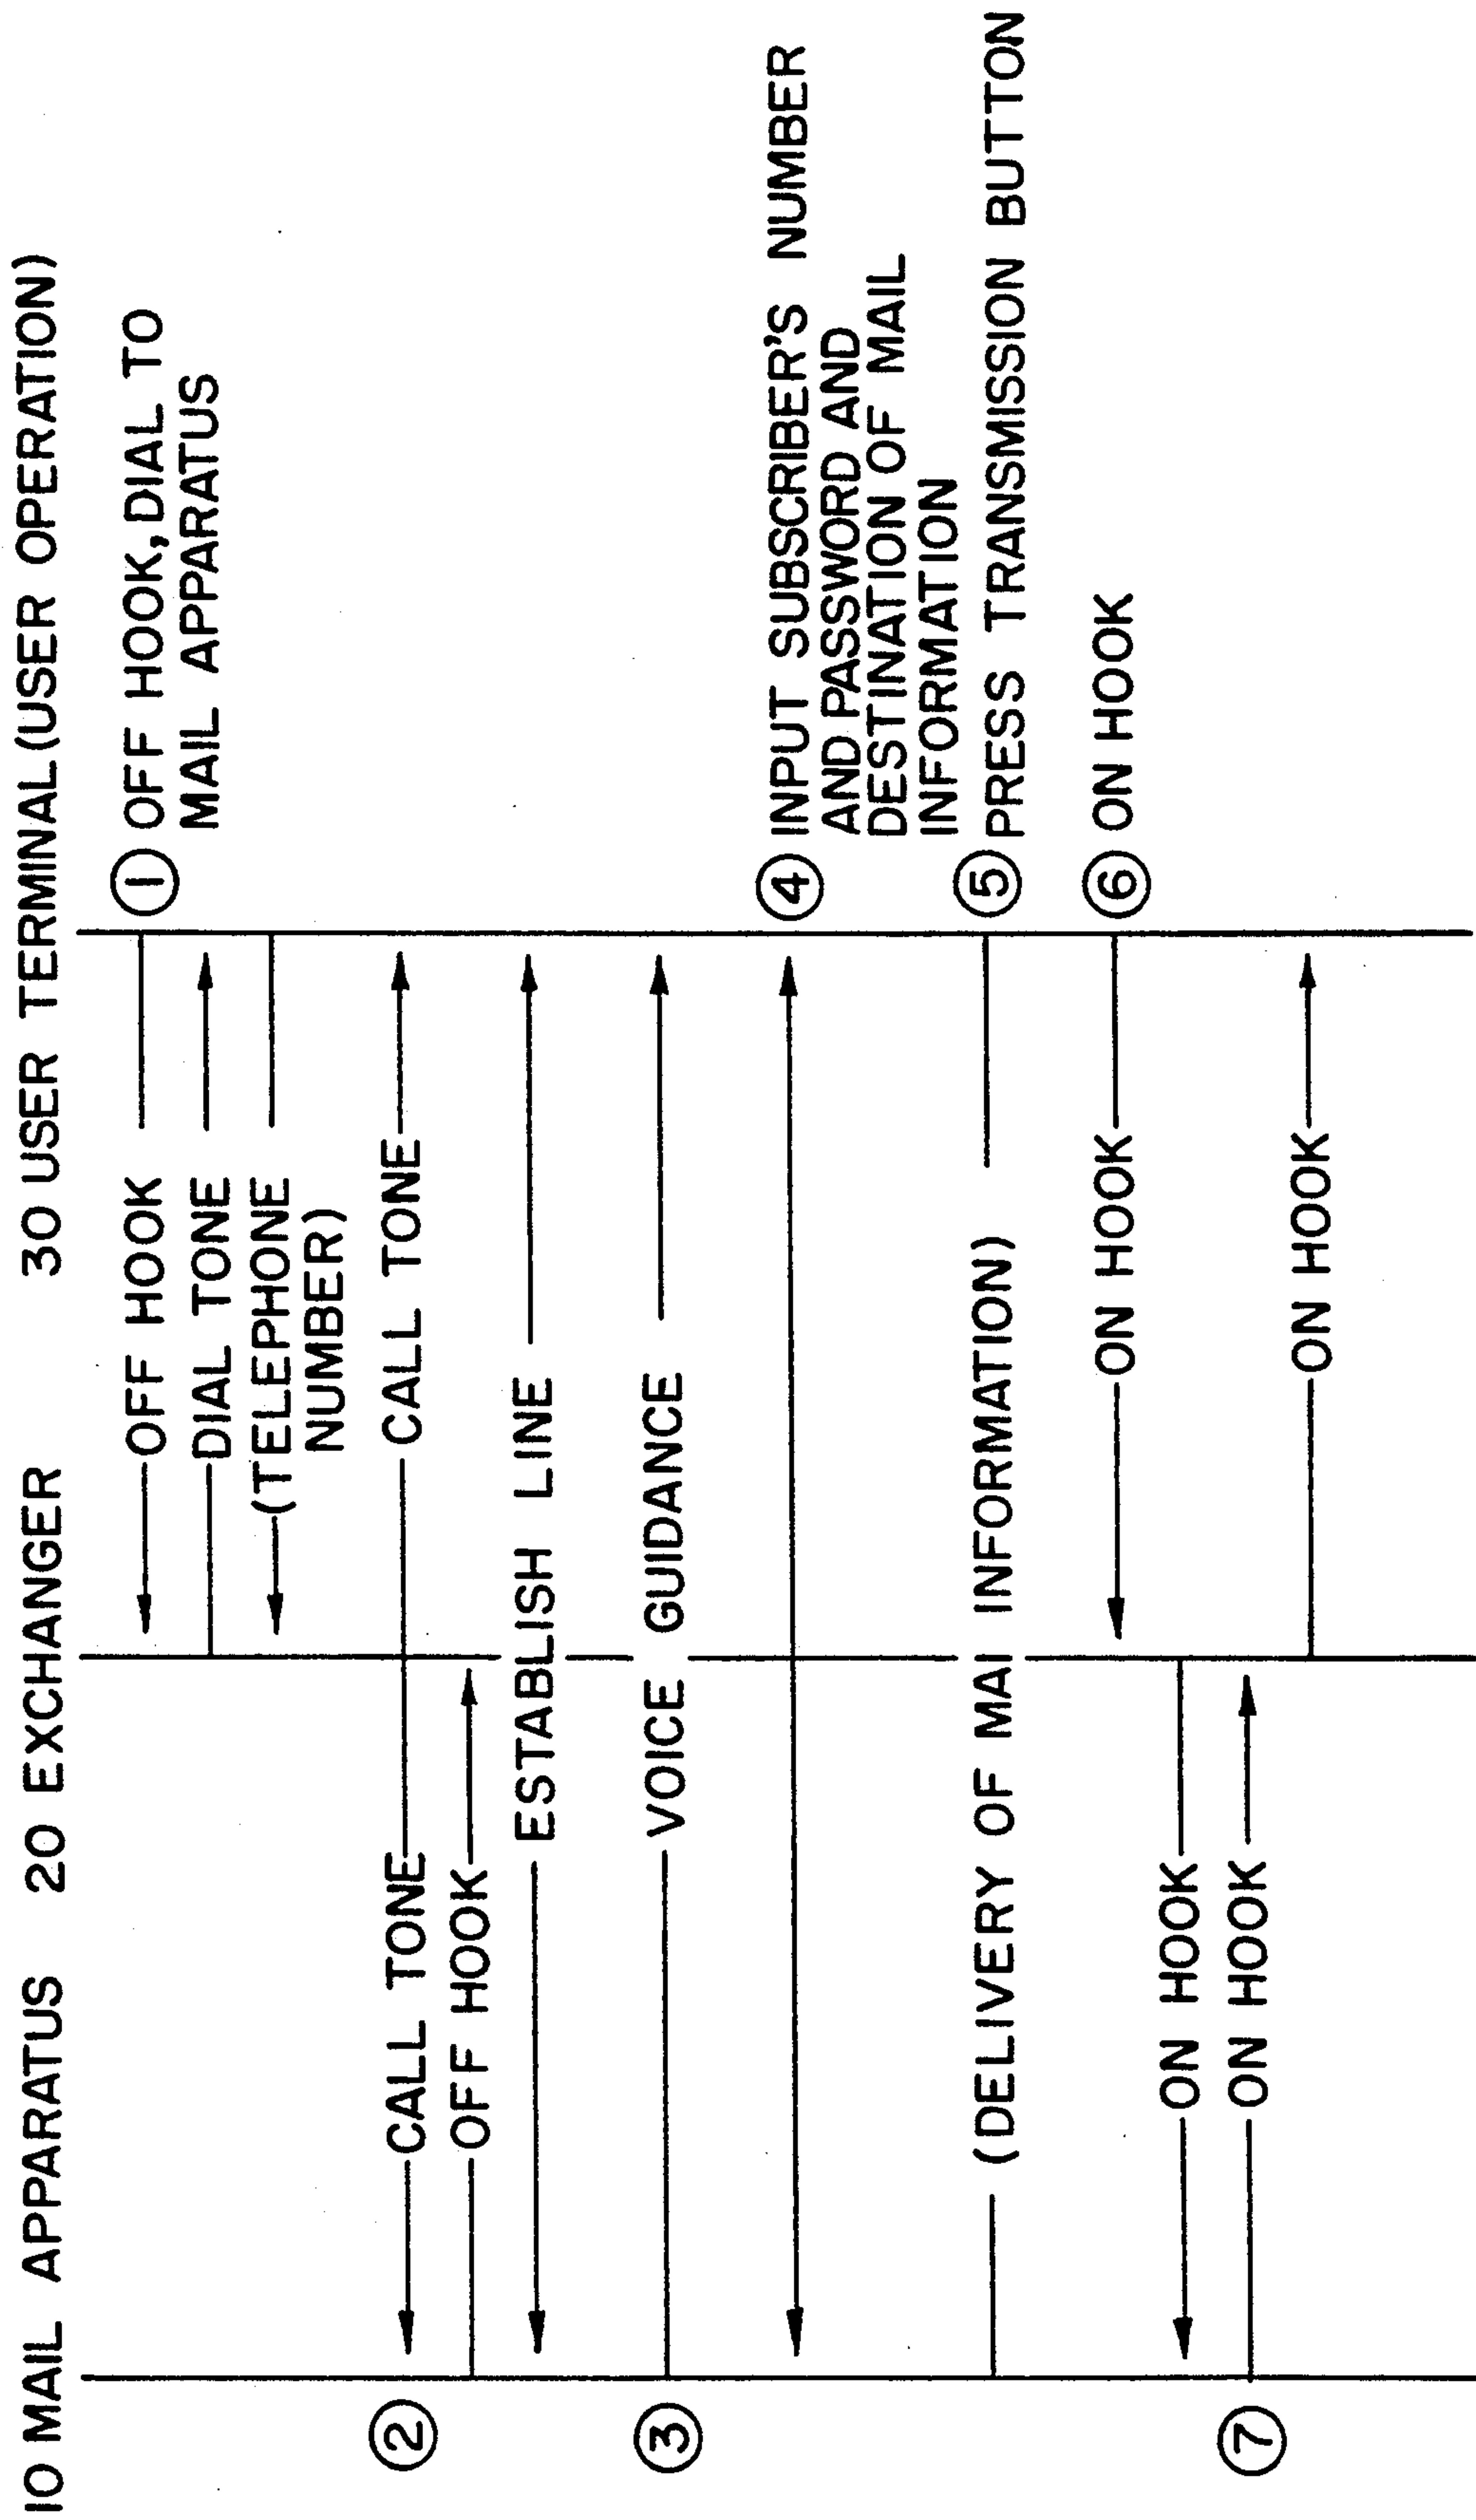 10 MAIL APPARATUS
20 EXCHANGER
30 USER TERMINAL (USER OPERATION)
OFF HOOK
① OFF HOOK, DIAL TO
MAIL APPARATUS
DIAL TONE
(TELEPHONE
NUMBER)
②
CALL TONE
CALL TONE
OFF HOOK
ESTABLISH LINE
③
VOICE GUIDANCE
④ INPUT SUBSCRIBER'S NUMBER
AND PASSWORD AND
DESTINATION OF MAIL
INFORMATION
(DELIVERY OF MAI INFORMATION)
⑤ PRESS TRANSMISSION BUTTON
ON HOOK
⑥ ON HOOK
ON HOOK
⑦
ON HOOK
ON HOOK